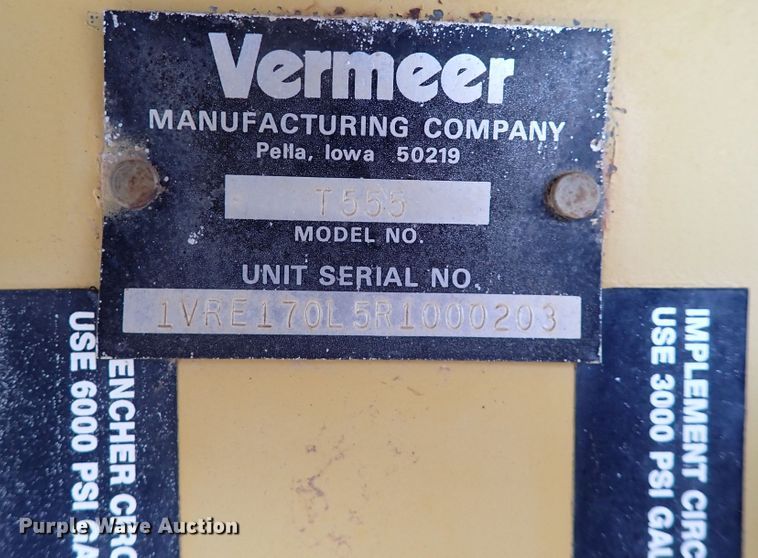 Vermeer
MANUFACTURING COMPANY
Pella, Iowa 50219
T555
MODEL NO.
UNIT SERIAL NO.
1VRE170L5R1000203
ENCHER CIRC
USE 6000 PSI GA
IMPLEMENT CIRC
USE 3000 PSI GAU
Purple Wave Auction